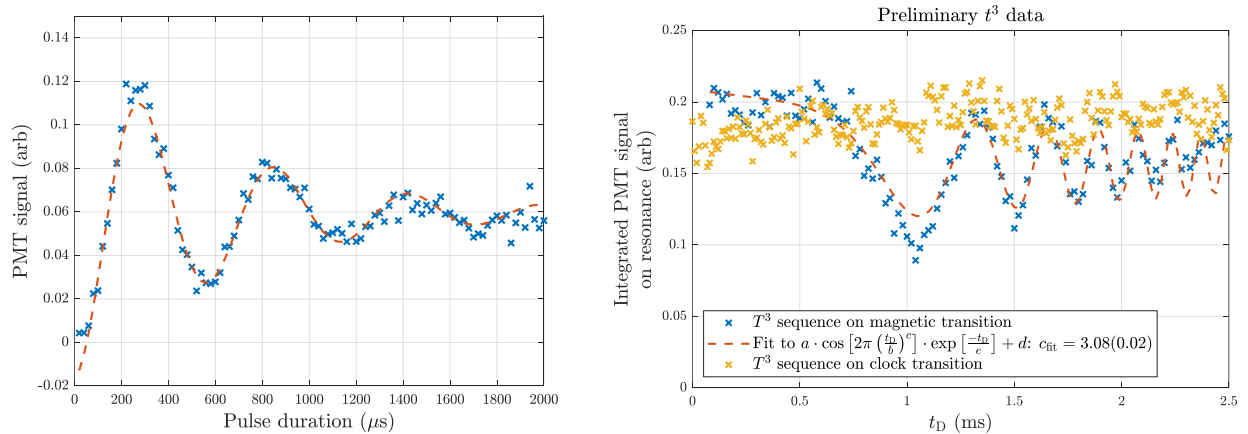 0.14
0.12
0.1
0.08
0.06
0.04
0.02
0
-0.02
PMT signal (arb)
0 200 400 600 800 1000 1200 1400 1600 1800 2000
Pulse duration (μs)
Preliminary t³ data
0.25
0.2
0.15
0.1
0.05
0
Integrated PMT signal
on resonance (arb)
T³ sequence on magnetic transition
Fit to a · cos [2π (t_D/b)^c] · exp [−t_D/e] + d: c_fit = 3.08(0.02)
T³ sequence on clock transition
0 0.5 1 1.5 2 2.5
t_D (ms)